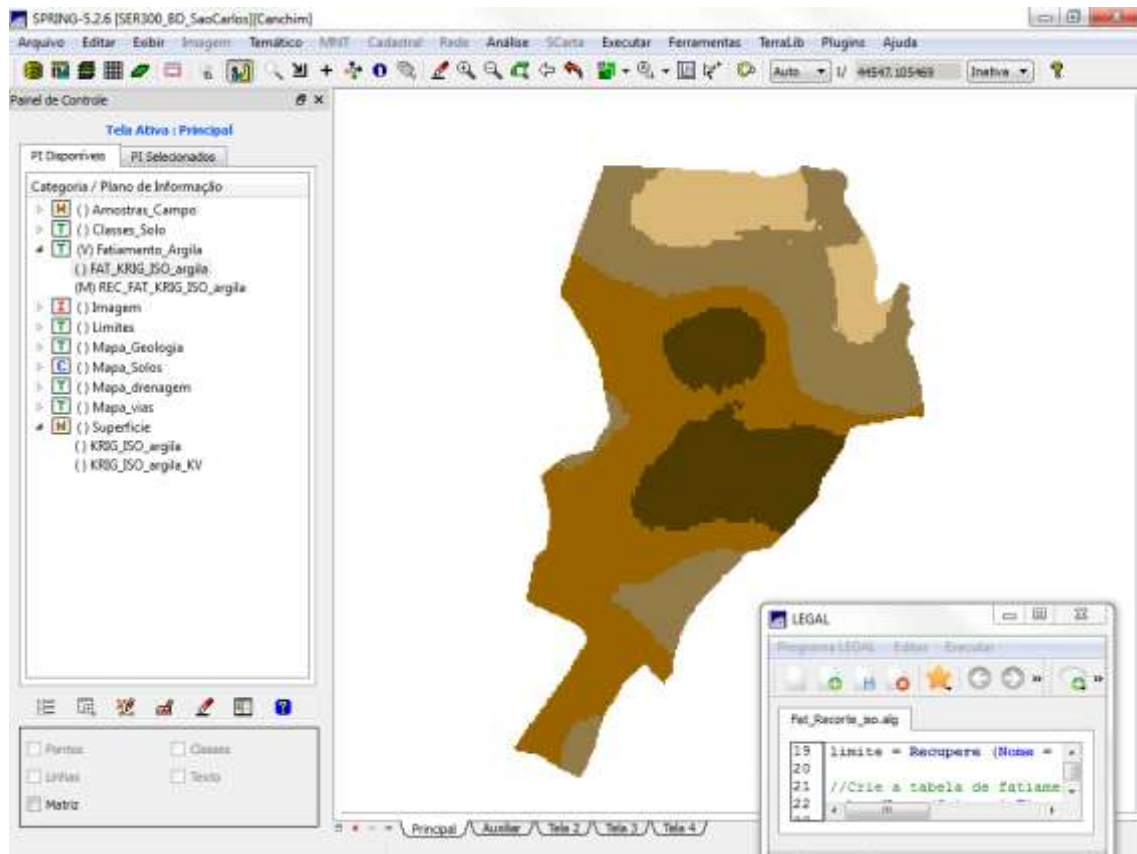 SPRING-5.2.6 [SER300_BD_SaoCarlos][Canchim]
Arquivo Editar Exibir Imagem Temático MNT Cadastral Rede Análise SCarta Executar Ferramentas TerraLib Plugins Ajuda
Auto 1/ 44547.105469 Inativa
Painel de Controle
Tela Ativa : Principal
PI Disponíveis PI Selecionados
Categoria / Plano de Informação
M () Amostras_Campo
T () Classes_Solo
T (V) Fatiamento_Argila
() FAT_KRIG_ISO_argila
(M) REC_FAT_KRIG_ISO_argila
I () Imagem
T () Limites
T () Mapa_Geologia
C () Mapa_Solos
T () Mapa_drenagem
T () Mapa_vias
M () Superficie
() KRIG_ISO_argila
() KRIG_ISO_argila_KV
Pontos Classes
Linhas Texto
Matriz
Principal Auxiliar Tela 2 Tela 3 Tela 4
LEGAL
Programa LEGAL Editar Executar
Fat_Recorte_iso.alg
19 limite = Recupere (Nome =
20
21 //Crie a tabela de fatiame
22